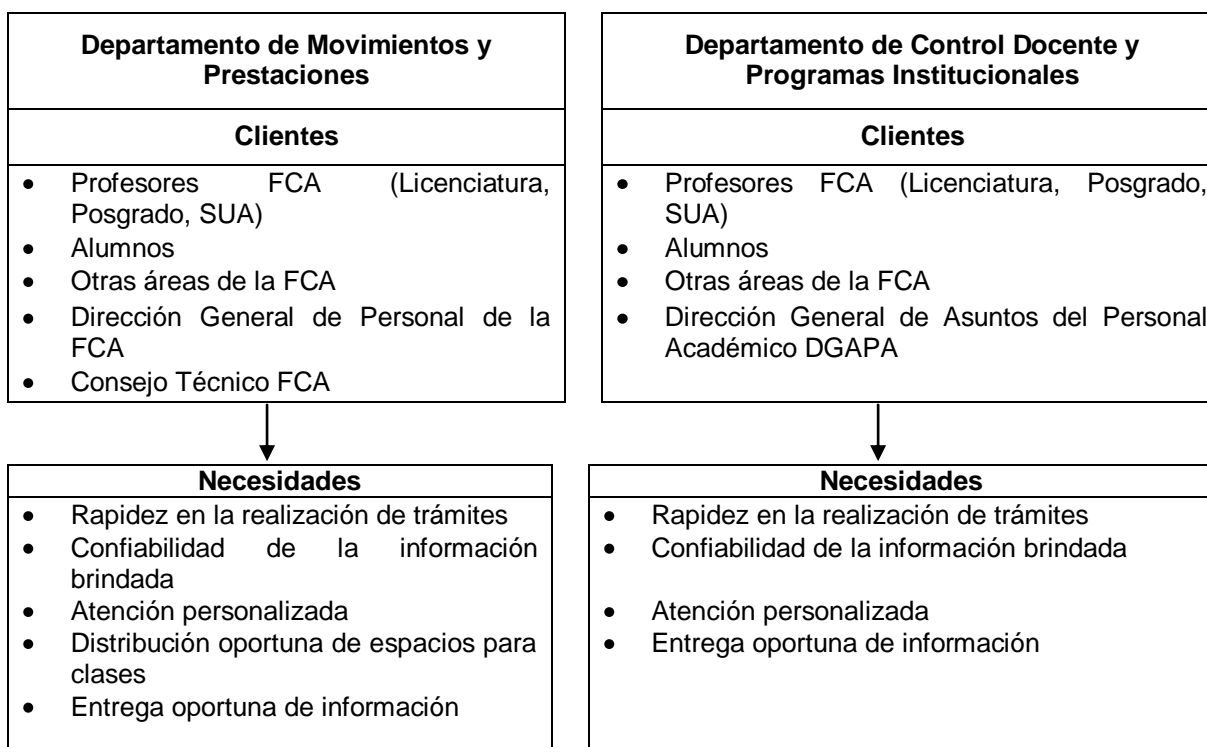 Departamento de Movimientos y
Prestaciones
Clientes
• Profesores FCA (Licenciatura,
Posgrado, SUA)
• Alumnos
• Otras áreas de la FCA
• Dirección General de Personal de la
FCA
• Consejo Técnico FCA
Necesidades
• Rapidez en la realización de trámites
• Confiabilidad de la información
brindada
• Atención personalizada
• Distribución oportuna de espacios para
clases
• Entrega oportuna de información
Departamento de Control Docente y
Programas Institucionales
Clientes
• Profesores FCA (Licenciatura, Posgrado,
SUA)
• Alumnos
• Otras áreas de la FCA
• Dirección General de Asuntos del Personal
Académico DGAPA
Necesidades
• Rapidez en la realización de trámites
• Confiabilidad de la información brindada
• Atención personalizada
• Entrega oportuna de información